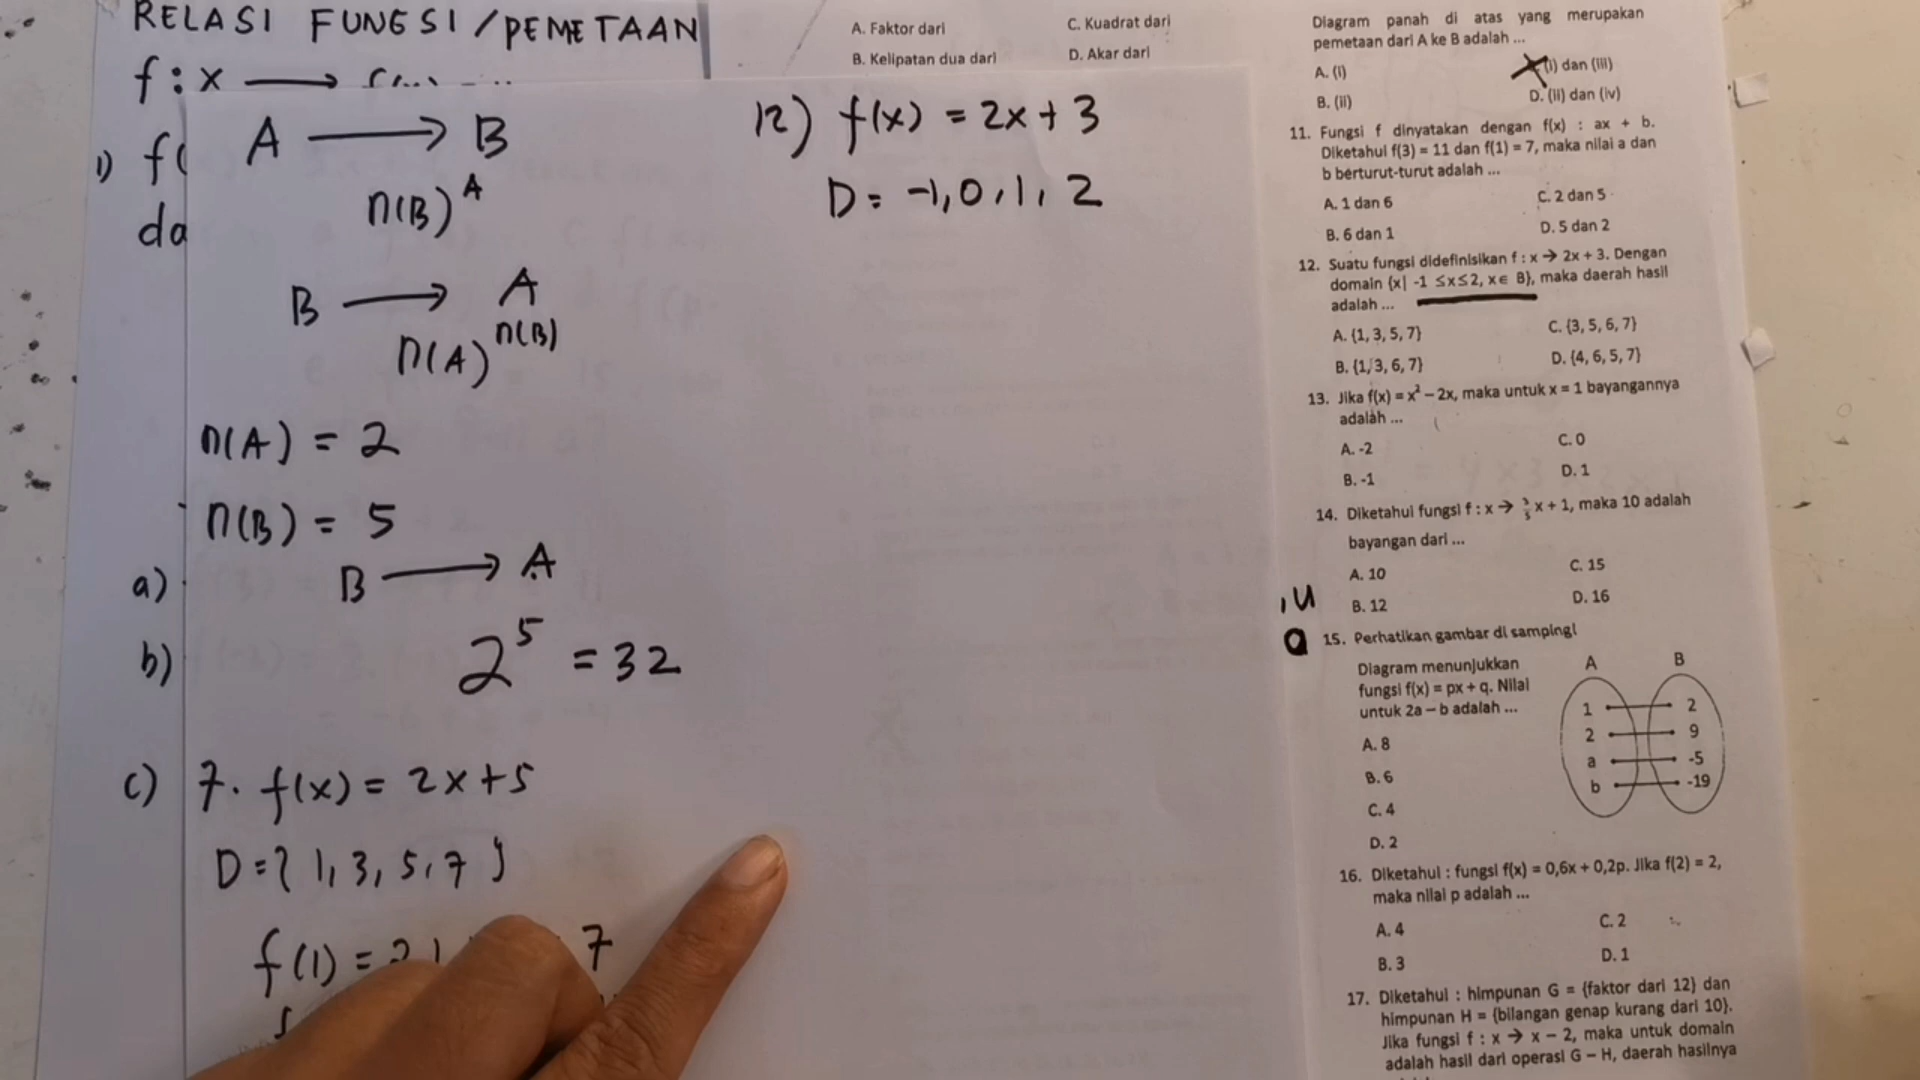 RELASI FUNGSI / PEMETAAN
f : x →
1) f(
da
A → B
n(B)^A
B → A
n(A)^n(B)
n(A) = 2
n(B) = 5
a) B → A
b) 2^5 = 32
c) 7. f(x) = 2x + 5
D = { 1, 3, 5, 7 }
f(1) = 7
12) f(x) = 2x + 3
D = -1, 0, 1, 2
A. Faktor dari
C. Kuadrat dari
B. Kelipatan dua dari
D. Akar dari
Diagram panah di atas yang merupakan
pemetaan dari A ke B adalah ...
A. (i)
(i) dan (iii)
B. (ii)
D. (ii) dan (iv)
11. Fungsi f dinyatakan dengan f(x) : ax + b.
Diketahui f(3) = 11 dan f(1) = 7, maka nilai a dan
b berturut-turut adalah ...
A. 1 dan 6
C. 2 dan 5
B. 6 dan 1
D. 5 dan 2
12. Suatu fungsi didefinisikan f : x → 2x + 3. Dengan
domain {x| -1 ≤x≤2, x∈ B}, maka daerah hasil
adalah ...
A. {1, 3, 5, 7}
C. {3, 5, 6, 7}
B. {1, 3, 6, 7}
D. {4, 6, 5, 7}
13. Jika f(x) = x² – 2x, maka untuk x = 1 bayangannya
adalah ...
A. -2
C. 0
B. -1
D. 1
14. Diketahui fungsi f : x → x + 1, maka 10 adalah
bayangan dari ...
A. 10
C. 15
B. 12
D. 16
15. Perhatikan gambar di samping!
Diagram menunjukkan
fungsi f(x) = px + q. Nilai
untuk 2a – b adalah ...
A. 8
B. 6
C. 4
D. 2
A B
1 2
2 9
a -5
b -19
16. Diketahui : fungsi f(x) = 0,6x + 0,2p. Jika f(2) = 2,
maka nilai p adalah ...
A. 4
C. 2
B. 3
D. 1
17. Diketahui : himpunan G = {faktor dari 12} dan
himpunan H = {bilangan genap kurang dari 10}.
Jika fungsi f : x → x – 2, maka untuk domain
adalah hasil dari operasi G – H, daerah hasilnya